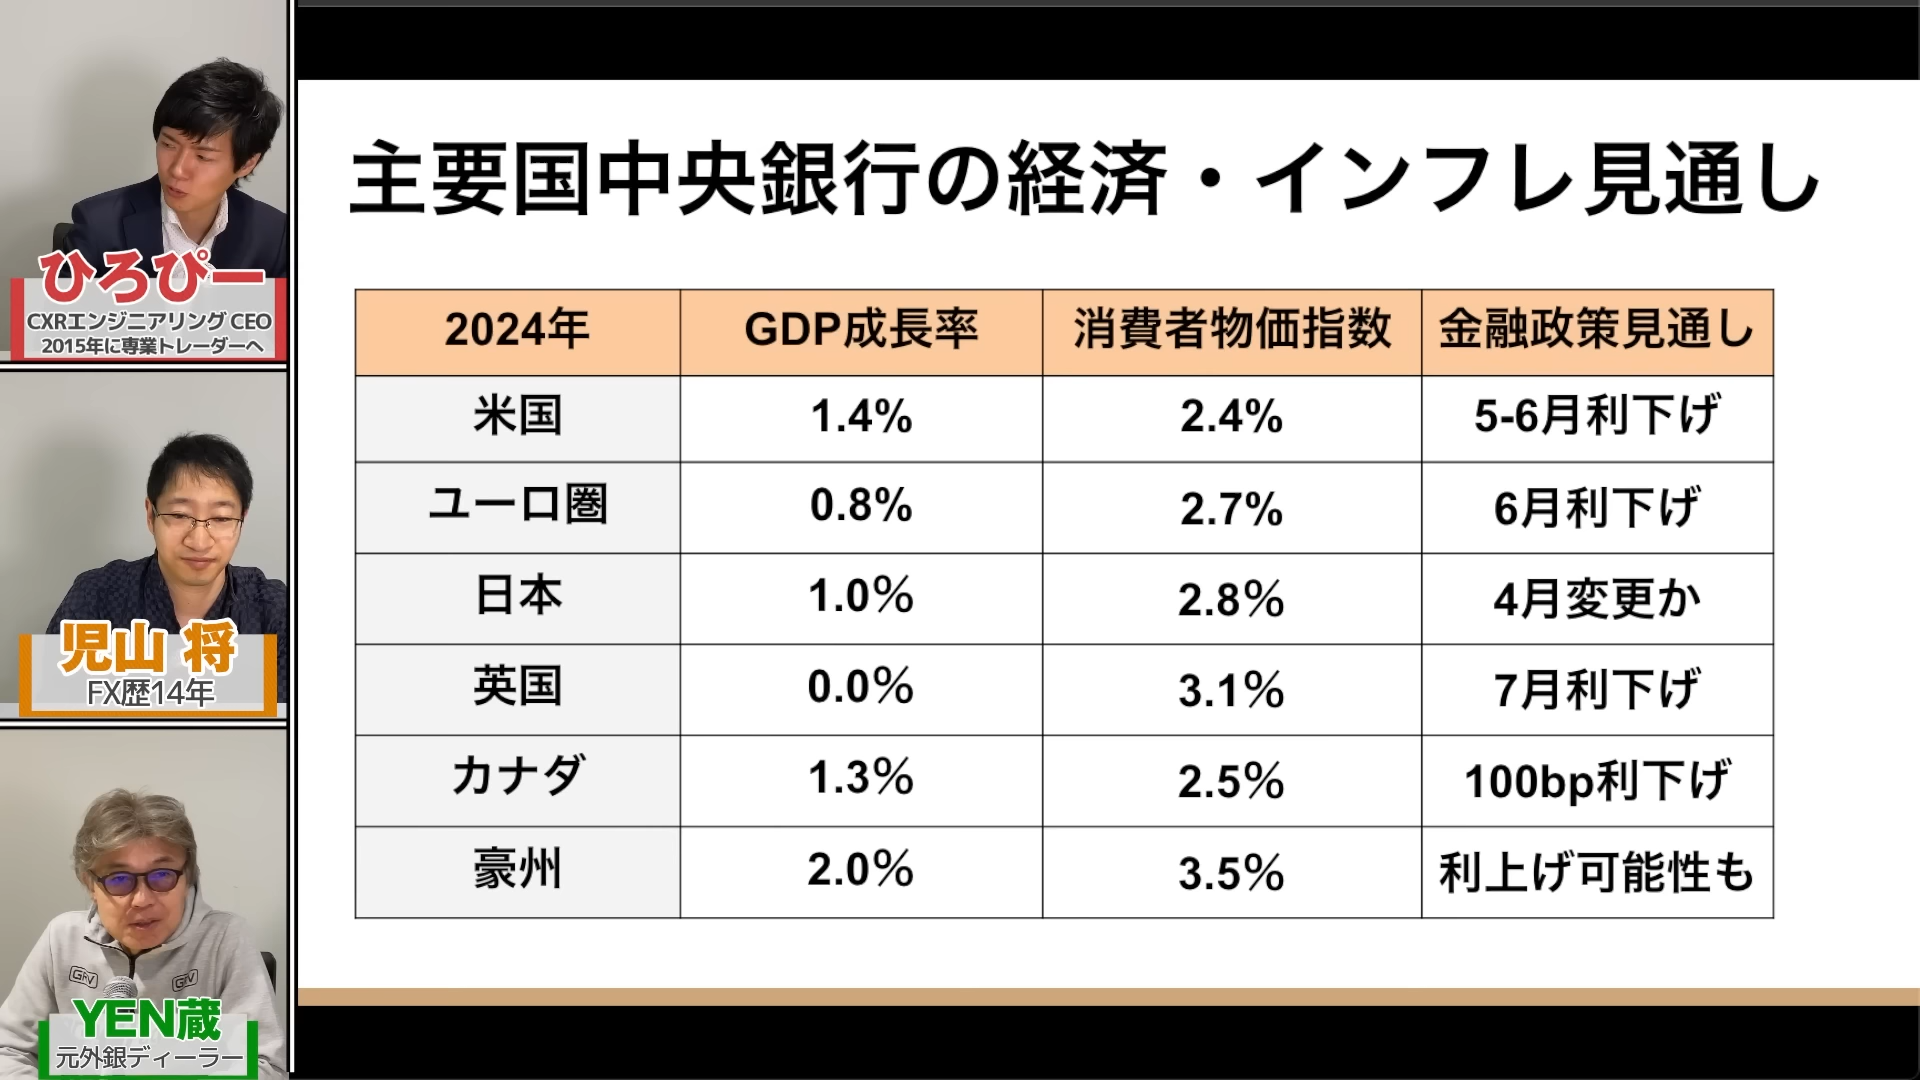 ひろぴー
CXRエンジニアリング CEO
2015年に専業トレーダーへ
児山 将
FX歴14年
GFV GFV
YEN蔵
元外銀ディーラー
主要国中央銀行の経済・インフレ見通し
2024年 GDP成長率 消費者物価指数 金融政策見通し
米国 1.4% 2.4% 5-6月利下げ
ユーロ圏 0.8% 2.7% 6月利下げ
日本 1.0% 2.8% 4月変更か
英国 0.0% 3.1% 7月利下げ
カナダ 1.3% 2.5% 100bp利下げ
豪州 2.0% 3.5% 利上げ可能性も